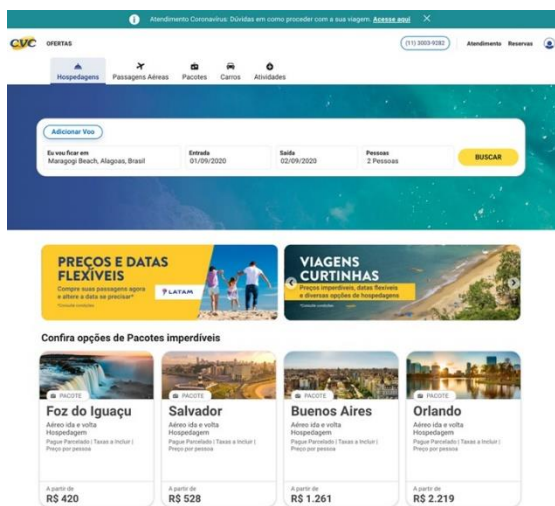 Atendimento Coronavírus: Dúvidas em como proceder com a sua viagem. Acesse aqui
CVC OFERTAS (11) 3003-9282 Atendimento Reservas
Hospedagens Passagens Aéreas Pacotes Carros Atividades
Adicionar Voo
Eu vou ficar em Entrada Saída Pessoas
Maragogi Beach, Alagoas, Brasil 01/09/2020 02/09/2020 2 Pessoas BUSCAR
PREÇOS E DATAS
FLEXÍVEIS
Compre suas passagens agora
e altere a data se precisar*
*Consulte condições
LATAM
VIAGENS
CURTINHAS
Preços imperdíveis, datas flexíveis
e diversas opções de hospedagens
*Consulte condições
Confira opções de Pacotes imperdíveis
PACOTE
Foz do Iguaçu
Aéreo ida e volta
Hospedagem
Pague Parcelado | Taxas a Incluir |
Preço por pessoa
A partir de
R$ 420
PACOTE
Salvador
Aéreo ida e volta
Hospedagem
Pague Parcelado | Taxas a Incluir |
Preço por pessoa
A partir de
R$ 528
PACOTE
Buenos Aires
Aéreo ida e volta
Hospedagem
Pague Parcelado | Taxas a Incluir |
Preço por pessoa
A partir de
R$ 1.261
PACOTE
Orlando
Aéreo ida e volta
Hospedagem
Pague Parcelado | Taxas a Incluir |
Preço por pessoa
A partir de
R$ 2.219